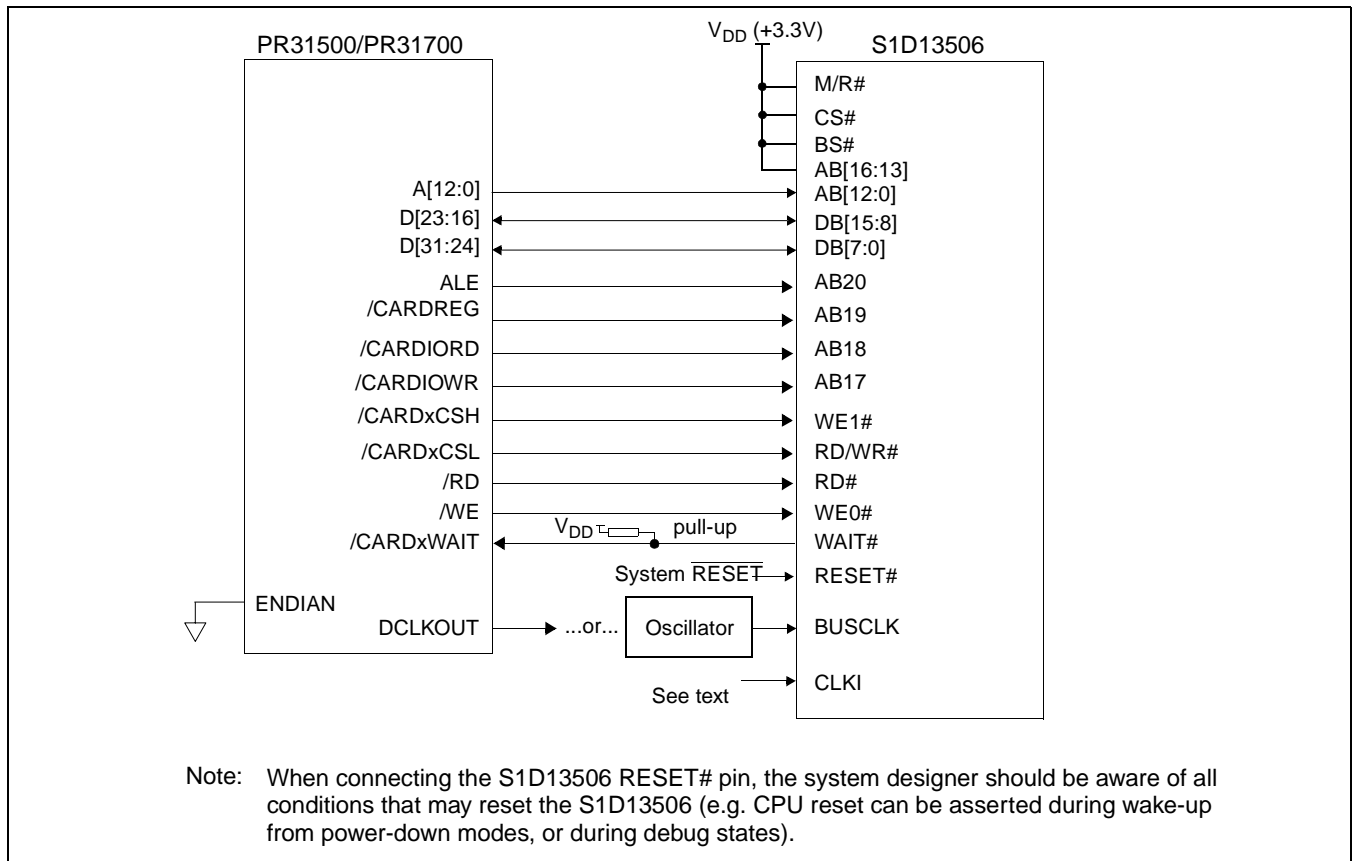 PR31500/PR31700
VDD (+3.3V)
S1D13506
M/R#
CS#
BS#
AB[16:13]
A[12:0]
AB[12:0]
D[23:16]
DB[15:8]
D[31:24]
DB[7:0]
ALE
AB20
/CARDREG
AB19
/CARDIORD
AB18
/CARDIOWR
AB17
/CARDxCSH
WE1#
/CARDxCSL
RD/WR#
/RD
RD#
/WE
WE0#
VDD
pull-up
/CARDxWAIT
WAIT#
System RESET
RESET#
ENDIAN
DCLKOUT
...or...
Oscillator
BUSCLK
See text
CLKI
Note: When connecting the S1D13506 RESET# pin, the system designer should be aware of all
conditions that may reset the S1D13506 (e.g. CPU reset can be asserted during wake-up
from power-down modes, or during debug states).